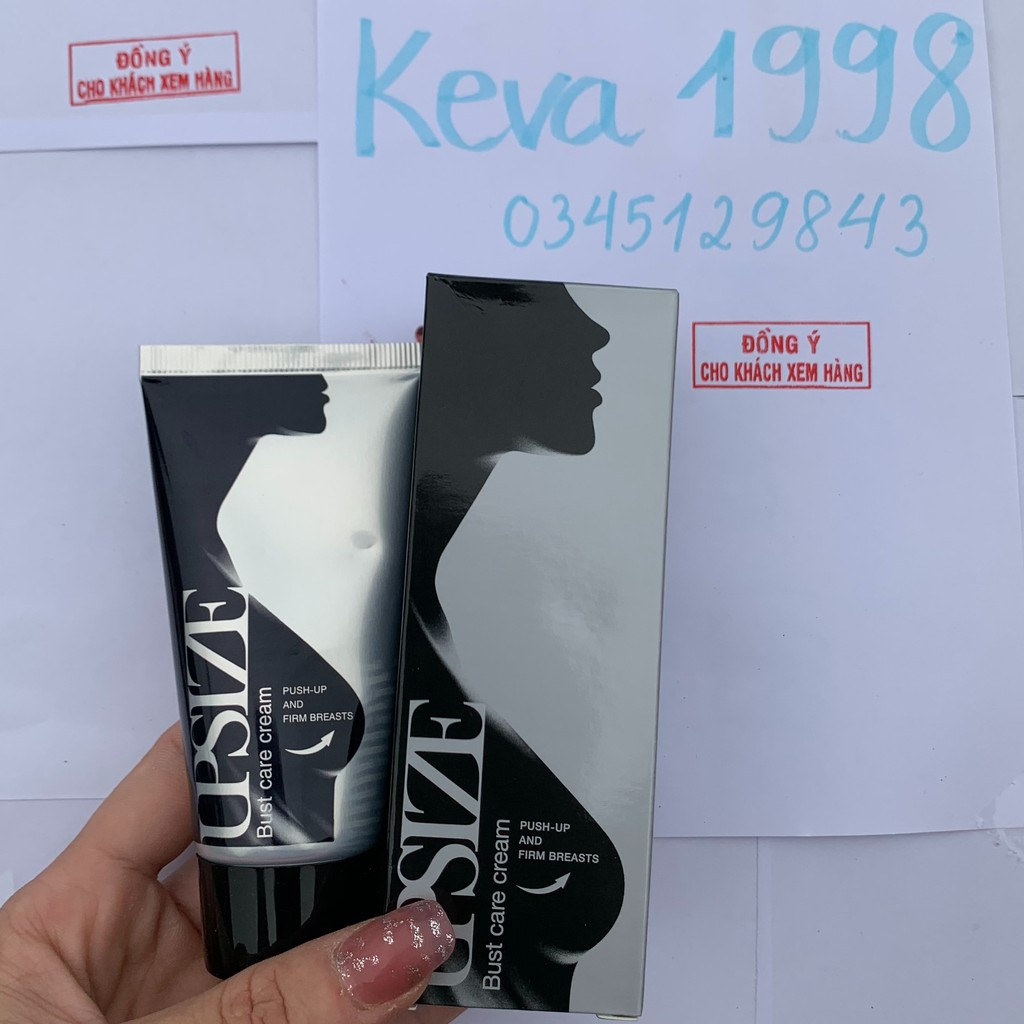 ĐỒNG Ý
CHO KHÁCH XEM HÀNG
Keva 1998
0345129843
ĐỒNG Ý
CHO KHÁCH XEM HÀNG
UPSIZE
Bust care cream
PUSH-UP
AND
FIRM BREASTS
UPSIZE
Bust care cream
PUSH-UP
AND
FIRM BREASTS